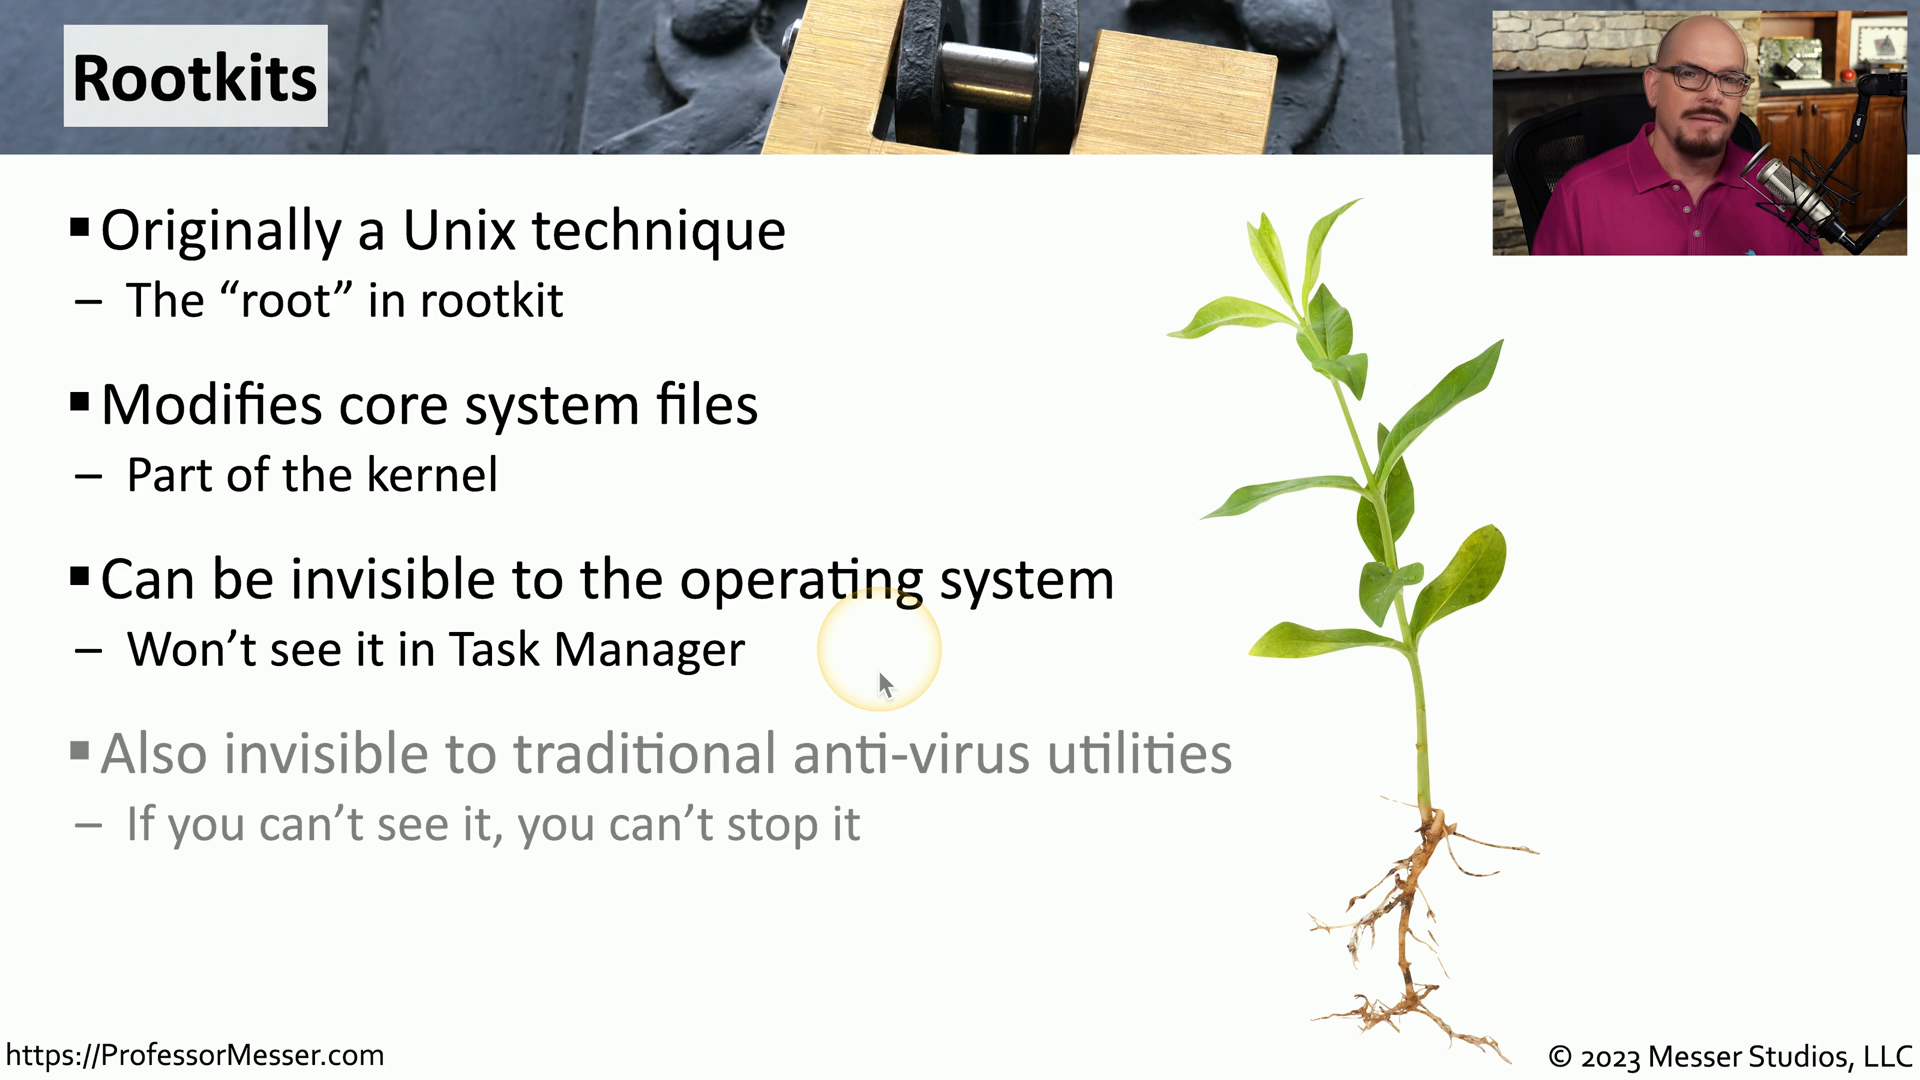 Rootkits
▪ Originally a Unix technique
– The “root” in rootkit
▪ Modifies core system files
– Part of the kernel
▪ Can be invisible to the operating system
– Won’t see it in Task Manager
▪ Also invisible to traditional anti-virus utilities
– If you can’t see it, you can’t stop it
https://ProfessorMesser.com
© 2023 Messer Studios, LLC